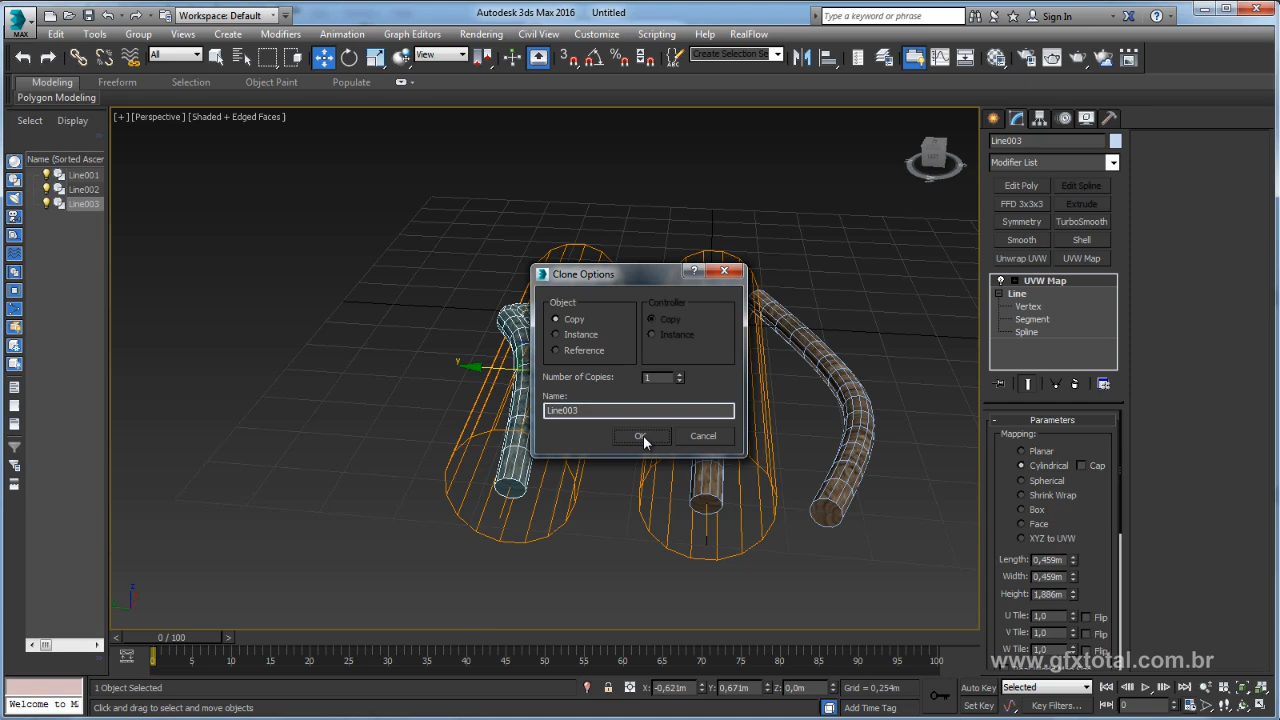 Workspace: Default
Autodesk 3ds Max 2016
Untitled
Type a keyword or phrase
Sign In
MAX
Edit
Tools
Group
Views
Create
Modifiers
Animation
Graph Editors
Rendering
Civil View
Customize
Scripting
Help
RealFlow
All
View
Create Selection Se
Modeling
Freeform
Selection
Object Paint
Populate
Polygon Modeling
Select
Display
[ + ] [Perspective ] [Shaded + Edged Faces ]
Name (Sorted Ascer
Line001
Line002
Line003
Line003
Modifier List
Edit Poly
Edit Spline
FFD 3x3x3
Extrude
Symmetry
TurboSmooth
Smooth
Shell
Unwrap UVW
UVW Map
UVW Map
Line
Vertex
Segment
Spline
Clone Options
Object
Controller
Copy
Copy
Instance
Instance
Reference
Number of Copies:
1
Name:
Line003
OK
Cancel
y
z
Parameters
Mapping:
Planar
Cylindrical
Cap
Spherical
Shrink Wrap
Box
Face
XYZ to UVW
Length:
0,459m
Width:
0,459m
Height:
1,886m
U Tile:
1,0
Flip
V Tile:
1,0
Flip
W Tile:
1,0
Flip
www.gfxtotal.com.br
0 / 100
0 5 10 15 20 25 30 35 40 45 50 55 60 65 70 75 80 85 90 95 100
1 Object Selected
X: -0,621m
Y: 0,671m
Z: 0,0m
Grid = 0,254m
Auto Key
Selected
Welcome to M
Click and drag to select and move objects
Add Time Tag
Set Key
Key Filters...
0